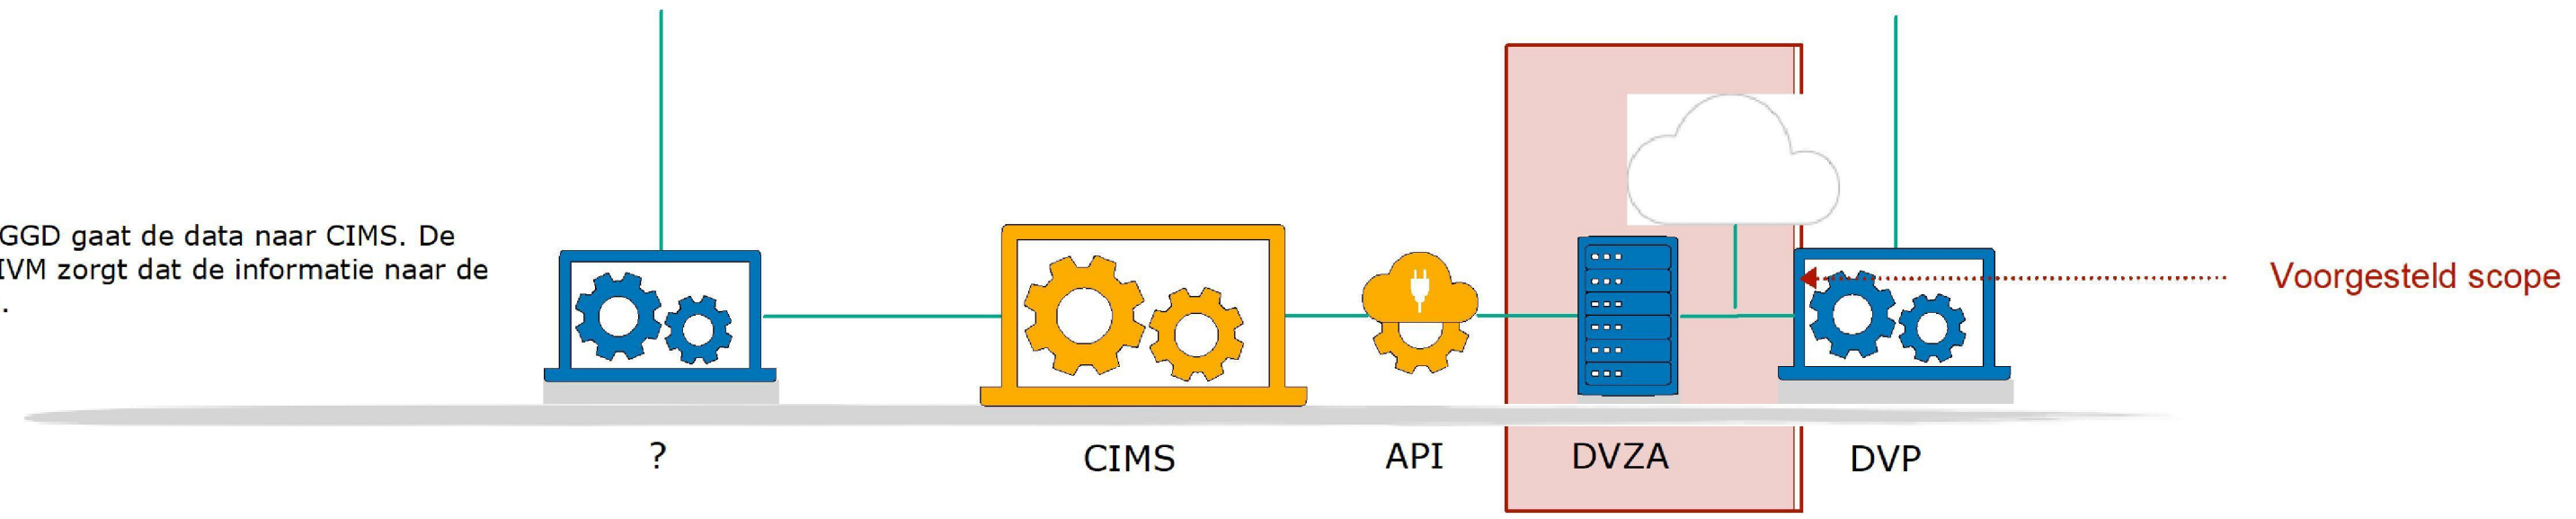 GGD gaat de data naar CIMS. De
IVM zorgt dat de informatie naar de
.
Voorgesteld scope
?
CIMS
API
DVZA
DVP